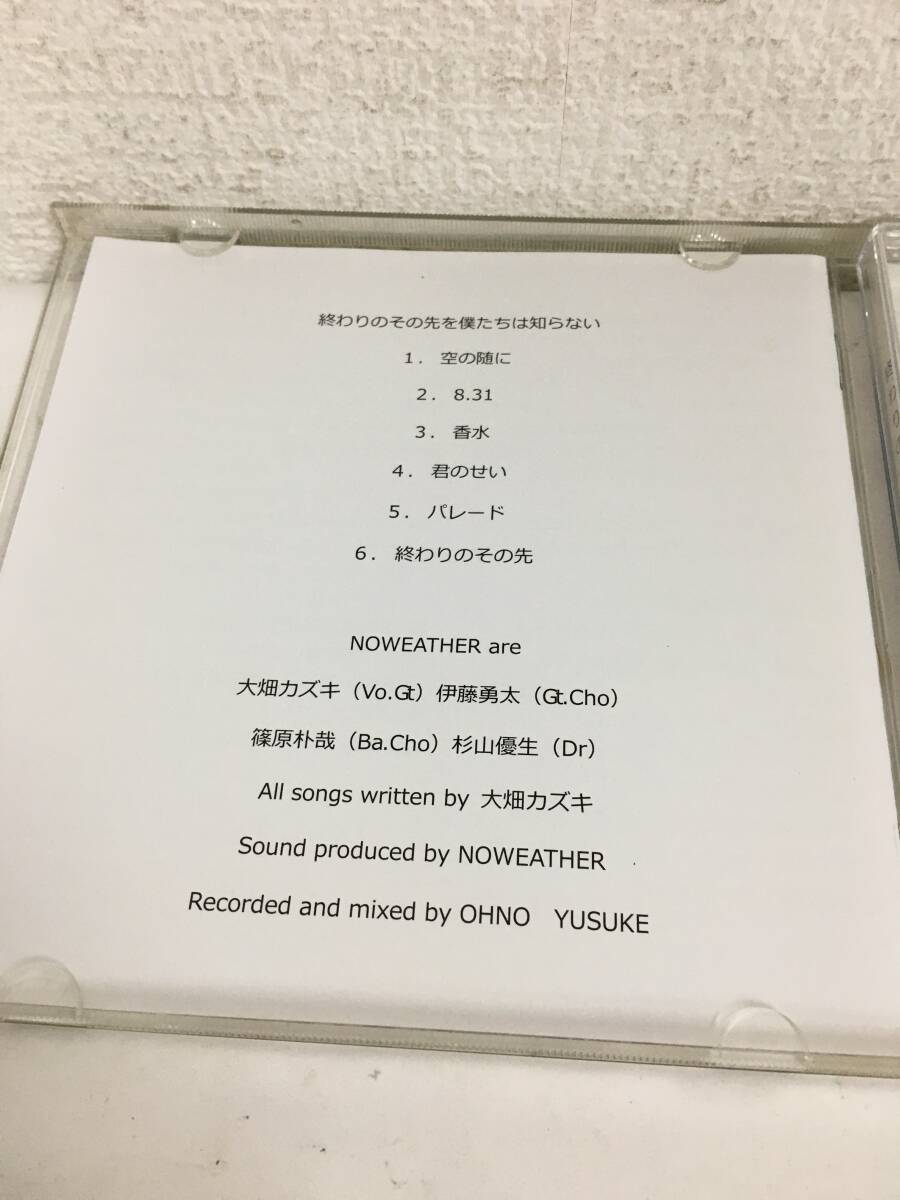 終わりのその先を僕たちは知らない
1． 空の随に
2． 8.31
3． 香水
4． 君のせい
5． パレード
6． 終わりのその先
NOWEATHER are
大畑カズキ（Vo.Gt）伊藤勇太（Gt.Cho）
篠原朴哉（Ba.Cho）杉山優生（Dr）
All songs written by 大畑カズキ
Sound produced by NOWEATHER
Recorded and mixed by OHNO　YUSUKE